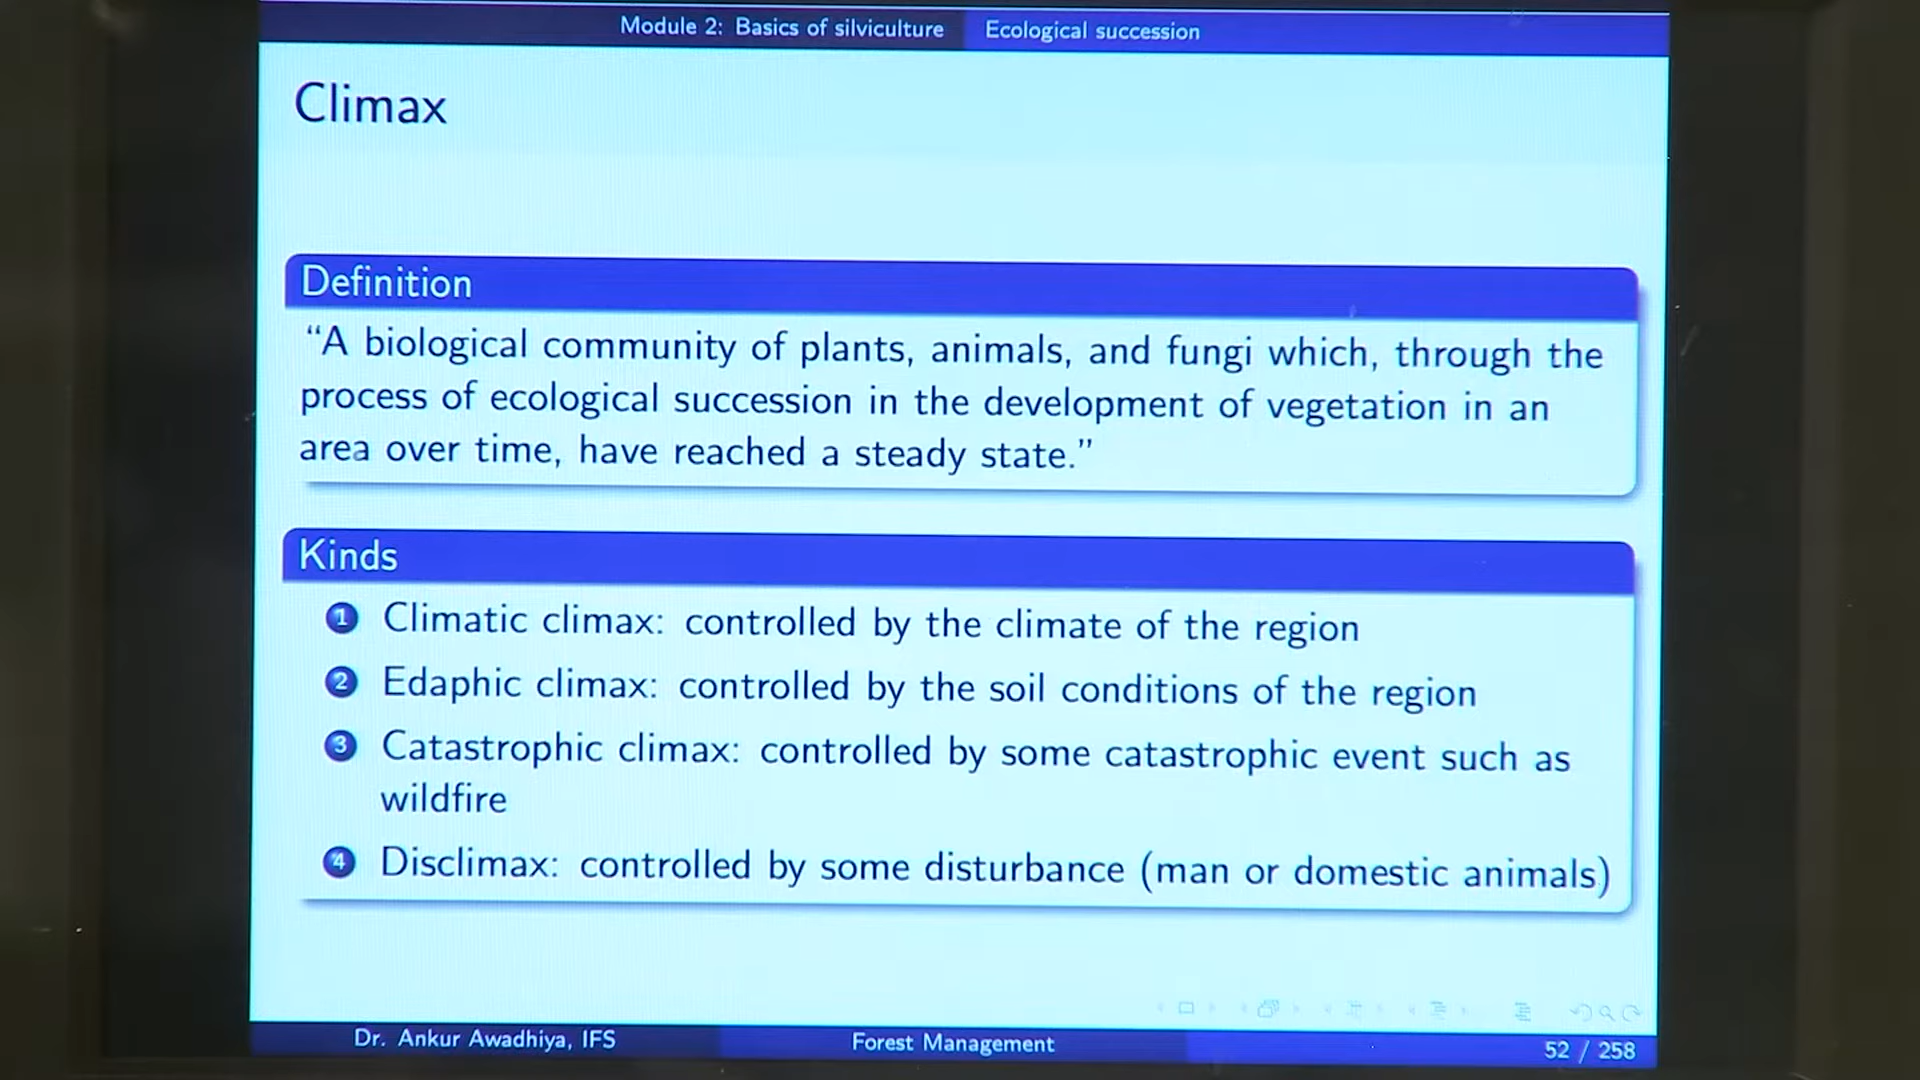 Module 2: Basics of silviculture Ecological succession
Climax
Definition
“A biological community of plants, animals, and fungi which, through the
process of ecological succession in the development of vegetation in an
area over time, have reached a steady state.”
Kinds
1 Climatic climax: controlled by the climate of the region
2 Edaphic climax: controlled by the soil conditions of the region
3 Catastrophic climax: controlled by some catastrophic event such as
wildfire
4 Disclimax: controlled by some disturbance (man or domestic animals)
Dr. Ankur Awadhiya, IFS Forest Management 52 / 258